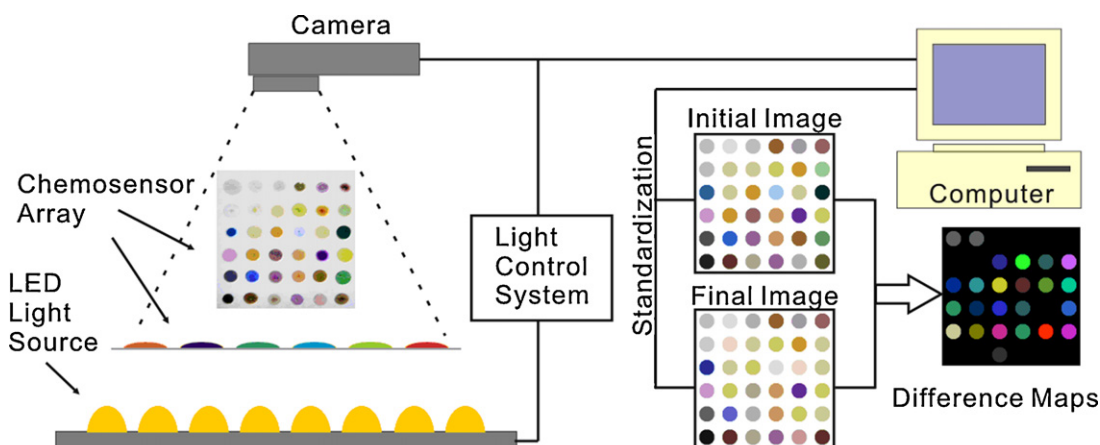 Camera
Chemosensor
Array
LED
Light
Source
Light
Control
System
Standardization
Initial Image
Final Image
Computer
Difference Maps